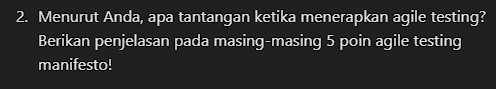 2. Menurut Anda, apa tantangan ketika menerapkan agile testing?
Berikan penjelasan pada masing-masing 5 poin agile testing
manifesto!